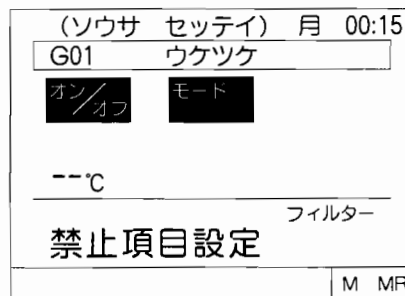 (ソウサ セッテイ) 月 00:15
G01 ウケツケ
オン/オフ モード
--℃
フィルター
禁止項目設定
M MR